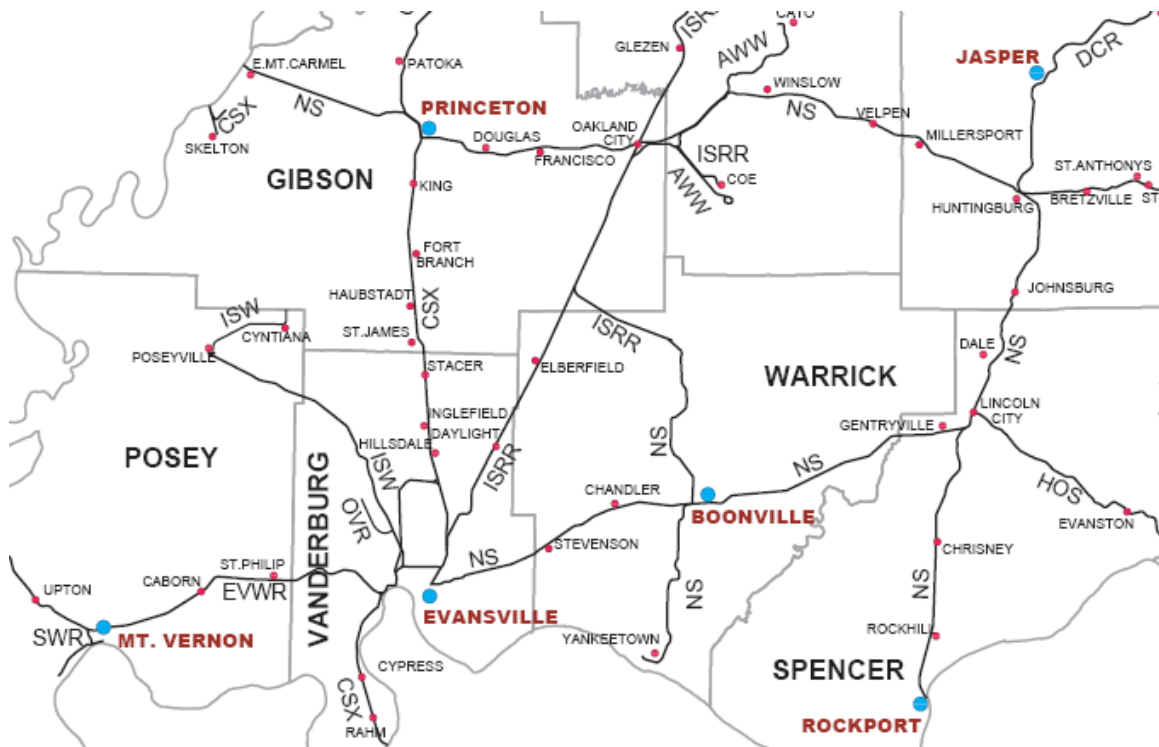 CATO
ISRR
GLEZEN
AWW
JASPER
DCR
E.MT.CARMEL
PATOKA
NS
CSX
WINSLOW
PRINCETON
NS
VELPEN
SKELTON
DOUGLAS
OAKLAND
CITY
MILLERSPORT
FRANCISCO
ISRR
ST.ANTHONYS
GIBSON
KING
AWW
COE
BRETZVILLE
ST
HUNTINGBURG
FORT
BRANCH
HAUBSTADT
CSX
JOHNSBURG
ISW
CYNTIANA
ST.JAMES
ISRR
POSEYVILLE
STACER
ELBERFIELD
DALE
NS
WARRICK
INGLEFIELD
DAYLIGHT
HILLSDALE
LINCOLN
CITY
GENTRYVILLE
POSEY
ISW
ISRR
NS
NS
VANDERBURG
OVR
CHANDLER
BOONVILLE
HOS
EVANSTON
STEVENSON
NS
CHRISNEY
ST.PHILIP
UPTON
CABORN
EVWR
EVANSVILLE
NS
NS
SWR
MT. VERNON
YANKEETOWN
ROCKHILL
CYPRESS
SPENCER
CSX
RAHM
ROCKPORT